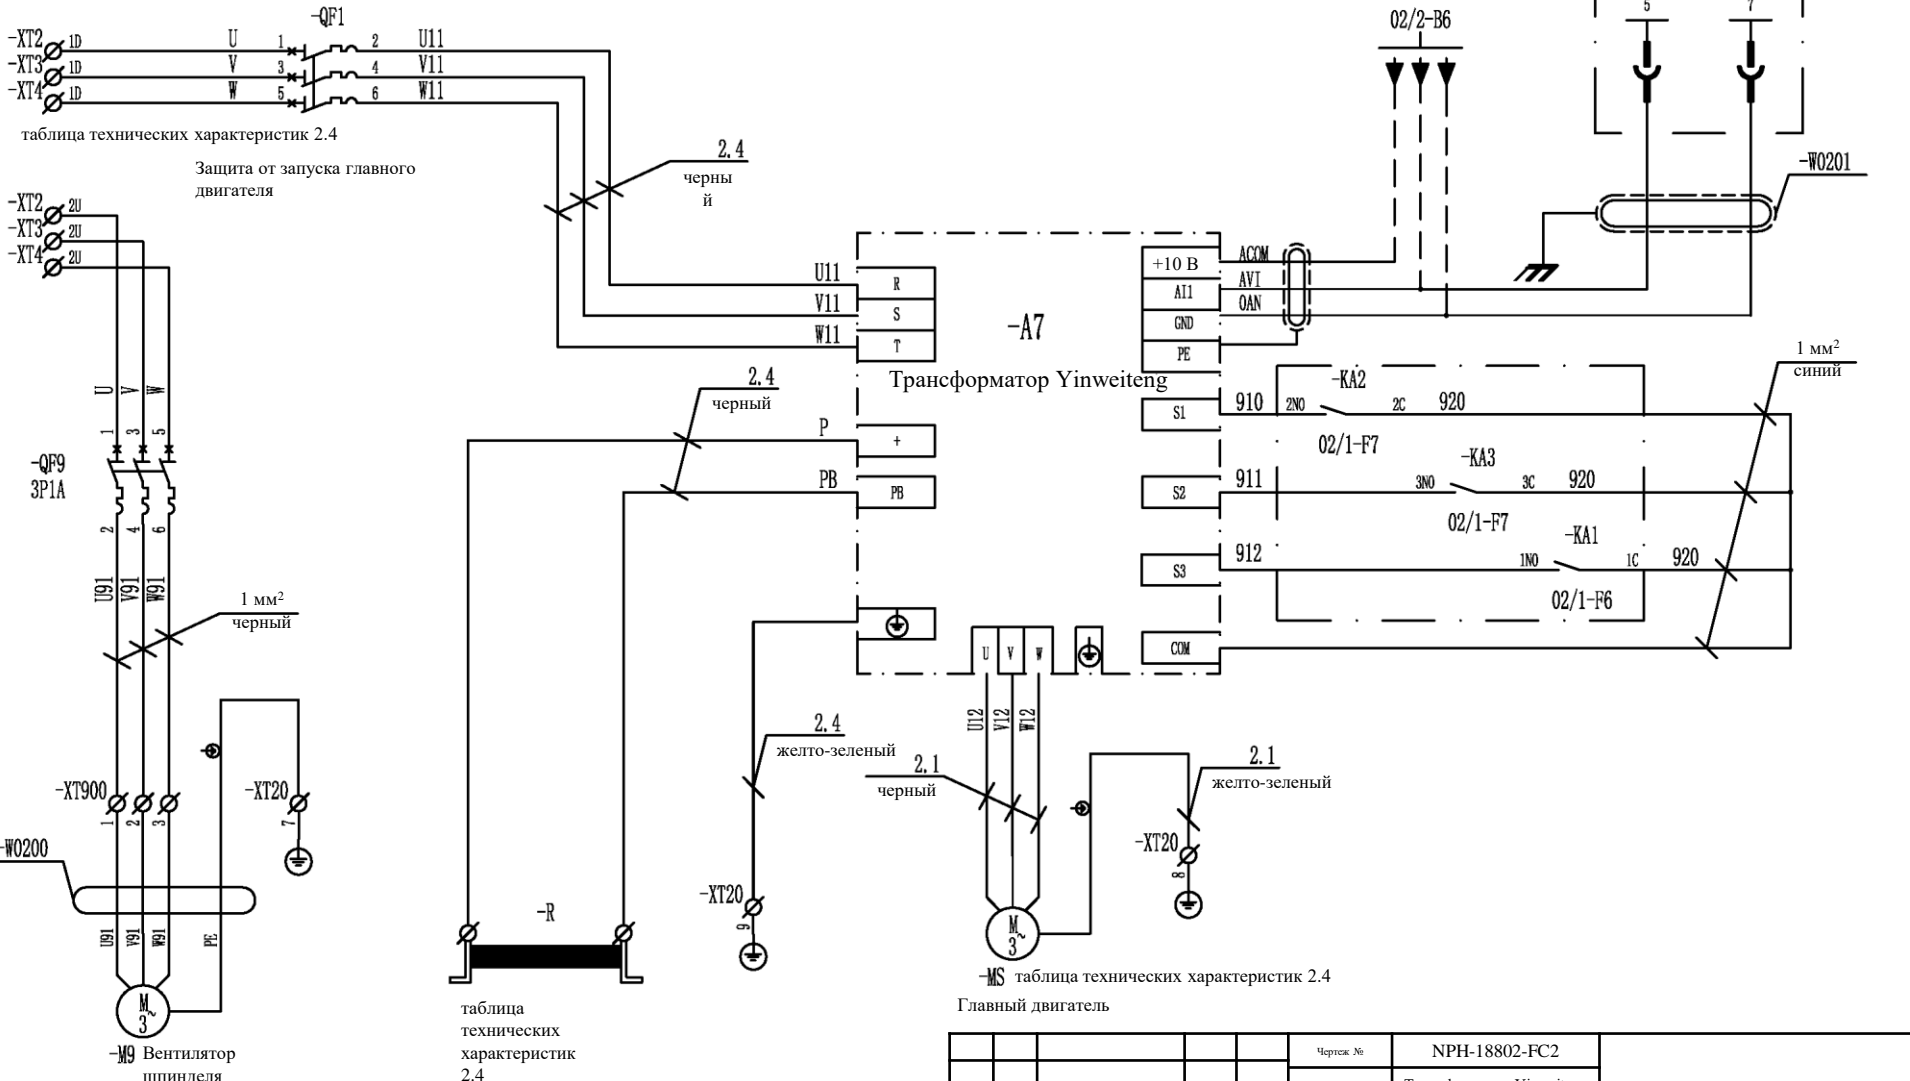 -QF1
-XT2 1D U 1 2 U11
-XT3 1D V 3 4 V11
-XT4 1D W 5 6 W11
таблица технических характеристик 2.4
Защита от запуска главного
двигателя
2.4
черны
й
02/2-B6
5 7
-W0201
-XT2 2U
-XT3 2U
-XT4 2U
U V W
1 3 5
-QF9
3P1A
2 4 6
U91 V91 W91
1 мм²
черный
-XT900
1 2 3
-XT20
7
-W0200
U91 V91 W91 PE
M
3~
-M9 Вентилятор
шпинделя
U11 R
V11 S
W11 T
-A7
Трансформатор Yinweiteng
+10 В ACOM
AI1 AVI
GND OAN
PE
2.4
черный
P +
PB PB
S1 910 2NO -KA2 2C 920
02/1-F7
S2 911 3NO -KA3 3C 920
02/1-F7
S3 912 1NO -KA1 1C 920
02/1-F6
COM
1 мм²
синий
U V W
U12 V12 W12
2.4
желто-зеленый
2.1
черный
2.1
желто-зеленый
-XT20
8
-XT20
9
-R
таблица
технических
характеристик
2.4
M
3~
-MS таблица технических характеристик 2.4
Главный двигатель
Чертеж № NPH-18802-FC2